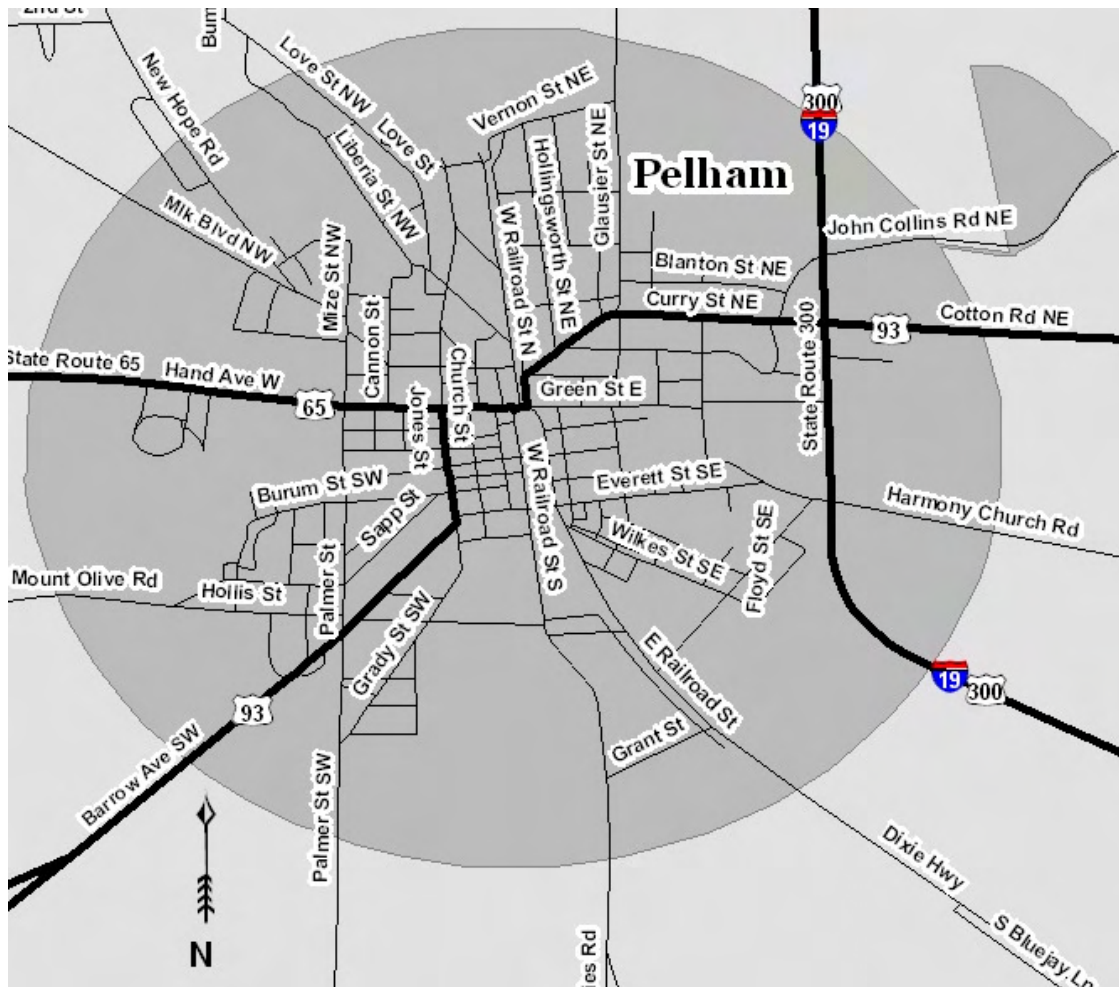 2nd St
New Hope Rd
Love St NW
Love St
Vernon St NE
Liberia St NW
Hollingsworth St NE
Glausier St NE
Pelham
300
19
Mlk Blvd NW
Mize St NW
W Railroad St N
John Collins Rd NE
Blanton St NE
Curry St NE
State Route 300
93
Cotton Rd NE
State Route 65
Hand Ave W
Cannon St
65
Jones St
Church St
Green St E
Burum St SW
Sapp St
W Railroad St S
Everett St SE
Harmony Church Rd
Wilkes St SE
Floyd St SE
Mount Olive Rd
Hollis St
Palmer St
Grady St SW
E Railroad St
19
300
93
Barrow Ave SW
Grant St
Palmer St SW
Dixie Hwy
S Bluejay Ln
N